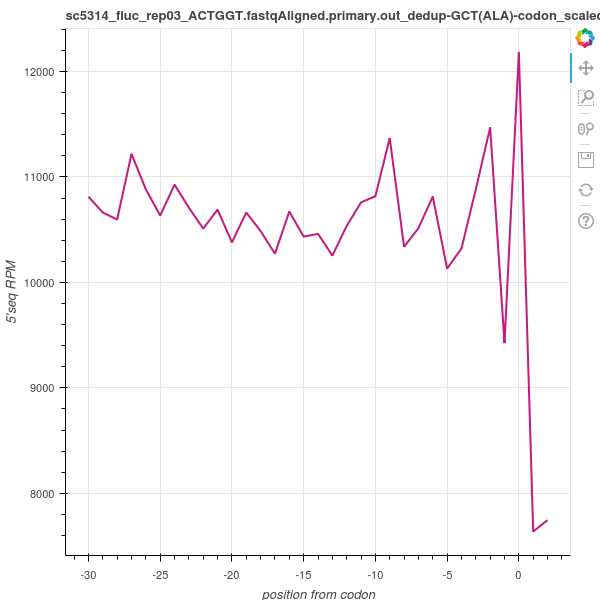 sc5314_fluc_rep03_ACTGGT.fastqAligned.primary.out_dedup-GCT(ALA)-codon_scaled
12000
11000
10000
9000
8000
5'seq RPM
-30 -25 -20 -15 -10 -5 0
position from codon